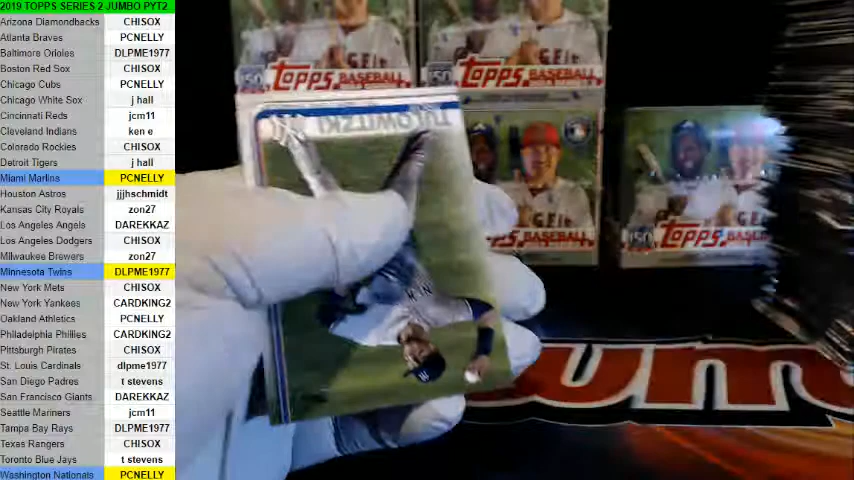 2019 TOPPS SERIES 2 JUMBO PYT2
Arizona Diamondbacks CHISOX
Atlanta Braves PCNELLY
Baltimore Orioles DLPME1977
Boston Red Sox CHISOX
Chicago Cubs PCNELLY
Chicago White Sox j hall
Cincinnati Reds jcm11
Cleveland Indians ken e
Colorado Rockies CHISOX
Detroit Tigers j hall
Miami Marlins PCNELLY
Houston Astros jjjhschmidt
Kansas City Royals zon27
Los Angeles Angels DAREKKAZ
Los Angeles Dodgers CHISOX
Milwaukee Brewers zon27
Minnesota Twins DLPME1977
New York Mets CHISOX
New York Yankees CARDKING2
Oakland Athletics PCNELLY
Philadelphia Phillies CARDKING2
Pittsburgh Pirates CHISOX
St. Louis Cardinals dlpme1977
San Diego Padres t stevens
San Francisco Giants DAREKKAZ
Seattle Mariners jcm11
Tampa Bay Rays DLPME1977
Texas Rangers CHISOX
Toronto Blue Jays t stevens
Washington Nationals PCNELLY
TOPPS BASEBALL
TOPPS BASEBALL
TULOWITZKI
TOPPS BASEBALL
150 TOPPS BASEBALL
um